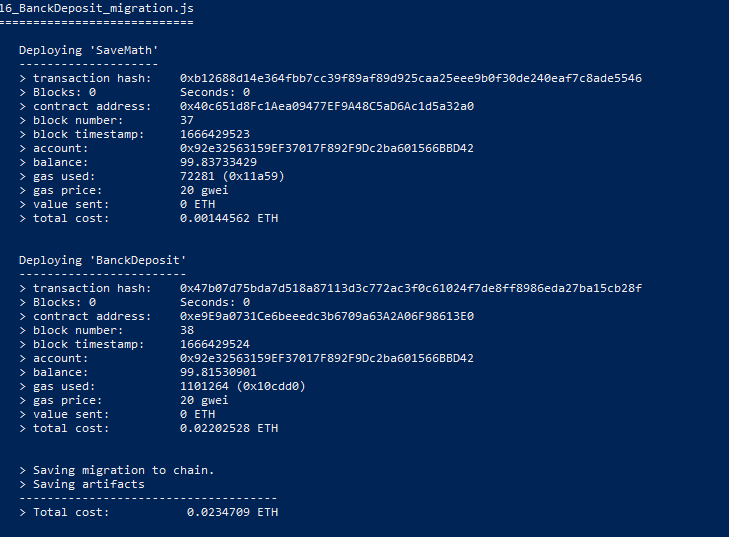 16_BanckDeposit_migration.js
============================
Deploying 'SaveMath'
--------------------
> transaction hash: 0xb12688d14e364fbb7cc39f89af89d925caa25eee9b0f30de240eaf7c8ade5546
> Blocks: 0 Seconds: 0
> contract address: 0x40c651d8Fc1Aea09477EF9A48C5aD6Ac1d5a32a0
> block number: 37
> block timestamp: 1666429523
> account: 0x92e32563159EF37017F892F9Dc2ba601566BBD42
> balance: 99.83733429
> gas used: 72281 (0x11a59)
> gas price: 20 gwei
> value sent: 0 ETH
> total cost: 0.00144562 ETH
Deploying 'BanckDeposit'
------------------------
> transaction hash: 0x47b07d75bda7d518a87113d3c772ac3f0c61024f7de8ff8986eda27ba15cb28f
> Blocks: 0 Seconds: 0
> contract address: 0xe9E9a0731Ce6beeedc3b6709a63A2A06F98613E0
> block number: 38
> block timestamp: 1666429524
> account: 0x92e32563159EF37017F892F9Dc2ba601566BBD42
> balance: 99.81530901
> gas used: 1101264 (0x10cdd0)
> gas price: 20 gwei
> value sent: 0 ETH
> total cost: 0.02202528 ETH
> Saving migration to chain.
> Saving artifacts
-------------------------------------
> Total cost: 0.0234709 ETH